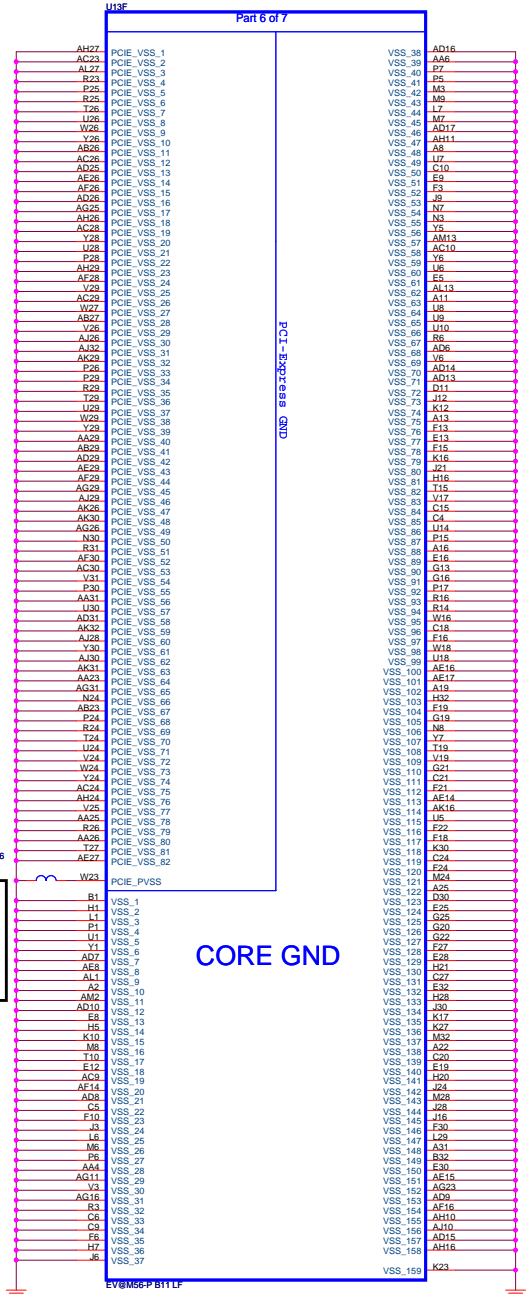 U13F
Part 6 of 7
AH27 PCIE_VSS_1
AC23 PCIE_VSS_2
AL27 PCIE_VSS_3
R23 PCIE_VSS_4
P25 PCIE_VSS_5
R25 PCIE_VSS_6
T26 PCIE_VSS_7
U26 PCIE_VSS_8
W26 PCIE_VSS_9
Y26 PCIE_VSS_10
AB26 PCIE_VSS_11
AC26 PCIE_VSS_12
AD25 PCIE_VSS_13
AE26 PCIE_VSS_14
AF26 PCIE_VSS_15
AD26 PCIE_VSS_16
AG25 PCIE_VSS_17
AH26 PCIE_VSS_18
AC28 PCIE_VSS_19
Y28 PCIE_VSS_20
U28 PCIE_VSS_21
P28 PCIE_VSS_22
AH29 PCIE_VSS_23
AF28 PCIE_VSS_24
V29 PCIE_VSS_25
AC29 PCIE_VSS_26
W27 PCIE_VSS_27
AB27 PCIE_VSS_28
V26 PCIE_VSS_29
AJ26 PCIE_VSS_30
AJ32 PCIE_VSS_31
AK29 PCIE_VSS_32
P26 PCIE_VSS_33
P29 PCIE_VSS_34
R29 PCIE_VSS_35
T29 PCIE_VSS_36
U29 PCIE_VSS_37
W29 PCIE_VSS_38
Y29 PCIE_VSS_39
AA29 PCIE_VSS_40
AB29 PCIE_VSS_41
AD29 PCIE_VSS_42
AE29 PCIE_VSS_43
AF29 PCIE_VSS_44
AG29 PCIE_VSS_45
AJ29 PCIE_VSS_46
AK26 PCIE_VSS_47
AK30 PCIE_VSS_48
AG26 PCIE_VSS_49
N30 PCIE_VSS_50
R31 PCIE_VSS_51
AF30 PCIE_VSS_52
AC30 PCIE_VSS_53
V31 PCIE_VSS_54
P30 PCIE_VSS_55
AA31 PCIE_VSS_56
U30 PCIE_VSS_57
AD31 PCIE_VSS_58
AK32 PCIE_VSS_59
AJ28 PCIE_VSS_60
Y30 PCIE_VSS_61
AJ30 PCIE_VSS_62
AK31 PCIE_VSS_63
AA23 PCIE_VSS_64
AG31 PCIE_VSS_65
N24 PCIE_VSS_66
AB23 PCIE_VSS_67
P24 PCIE_VSS_68
R24 PCIE_VSS_69
T24 PCIE_VSS_70
U24 PCIE_VSS_71
V24 PCIE_VSS_72
W24 PCIE_VSS_73
Y24 PCIE_VSS_74
AC24 PCIE_VSS_75
AH24 PCIE_VSS_76
V25 PCIE_VSS_77
AA25 PCIE_VSS_78
R26 PCIE_VSS_79
AA26 PCIE_VSS_80
T27 PCIE_VSS_81
AE27 PCIE_VSS_82
6
W23 PCIE_PVSS
B1 VSS_1
H1 VSS_2
L1 VSS_3
P1 VSS_4
U1 VSS_5
Y1 VSS_6
AD7 VSS_7
AE8 VSS_8
AL1 VSS_9
A2 VSS_10
AM2 VSS_11
AD10 VSS_12
E8 VSS_13
H5 VSS_14
K10 VSS_15
M8 VSS_16
T10 VSS_17
E12 VSS_18
AC9 VSS_19
AF14 VSS_20
AD8 VSS_21
C5 VSS_22
F10 VSS_23
J3 VSS_24
L6 VSS_25
M6 VSS_26
P6 VSS_27
AA4 VSS_28
AG11 VSS_29
V3 VSS_30
AG16 VSS_31
R3 VSS_32
C6 VSS_33
C9 VSS_34
F6 VSS_35
H7 VSS_36
J6 VSS_37
PCI-Express GND
CORE GND
VSS_38 AD16
VSS_39 AA6
VSS_40 P7
VSS_41 P5
VSS_42 M3
VSS_43 M9
VSS_44 L7
VSS_45 M7
VSS_46 AD17
VSS_47 AH11
VSS_48 A8
VSS_49 U7
VSS_50 C10
VSS_51 E9
VSS_52 F3
VSS_53 J9
VSS_54 N7
VSS_55 N3
VSS_56 Y5
VSS_57 AM13
VSS_58 AC10
VSS_59 Y6
VSS_60 U6
VSS_61 E5
VSS_62 AL13
VSS_63 A11
VSS_64 U8
VSS_65 U9
VSS_66 U10
VSS_67 R6
VSS_68 AD6
VSS_69 V6
VSS_70 AD14
VSS_71 AD13
VSS_72 D11
VSS_73 J12
VSS_74 K12
VSS_75 A13
VSS_76 F13
VSS_77 E13
VSS_78 F15
VSS_79 K16
VSS_80 J21
VSS_81 H16
VSS_82 T15
VSS_83 V17
VSS_84 C15
VSS_85 C4
VSS_86 U14
VSS_87 P15
VSS_88 A16
VSS_89 E16
VSS_90 G13
VSS_91 G16
VSS_92 P17
VSS_93 R16
VSS_94 R14
VSS_95 W16
VSS_96 C18
VSS_97 F16
VSS_98 W18
VSS_99 U18
VSS_100 AE16
VSS_101 AE17
VSS_102 A19
VSS_103 H32
VSS_104 F19
VSS_105 G19
VSS_106 N8
VSS_107 Y7
VSS_108 T19
VSS_109 V19
VSS_110 G21
VSS_111 C21
VSS_112 F21
VSS_113 AE14
VSS_114 AK16
VSS_115 U5
VSS_116 F22
VSS_117 F18
VSS_118 K30
VSS_119 C24
VSS_120 F24
VSS_121 M24
VSS_122 A25
VSS_123 D30
VSS_124 E25
VSS_125 G25
VSS_126 G20
VSS_127 G22
VSS_128 F27
VSS_129 E28
VSS_130 H21
VSS_131 C27
VSS_132 E32
VSS_133 H28
VSS_134 J30
VSS_135 K17
VSS_136 K27
VSS_137 M32
VSS_138 A22
VSS_139 C20
VSS_140 E19
VSS_141 H20
VSS_142 J24
VSS_143 M28
VSS_144 J28
VSS_145 J16
VSS_146 F30
VSS_147 L29
VSS_148 A31
VSS_149 B32
VSS_150 E30
VSS_151 AE15
VSS_152 AG23
VSS_153 AD9
VSS_154 AF16
VSS_155 AH10
VSS_156 AJ10
VSS_157 AD15
VSS_158 AH16
VSS_159 K23
EV@M56-P B11 LF